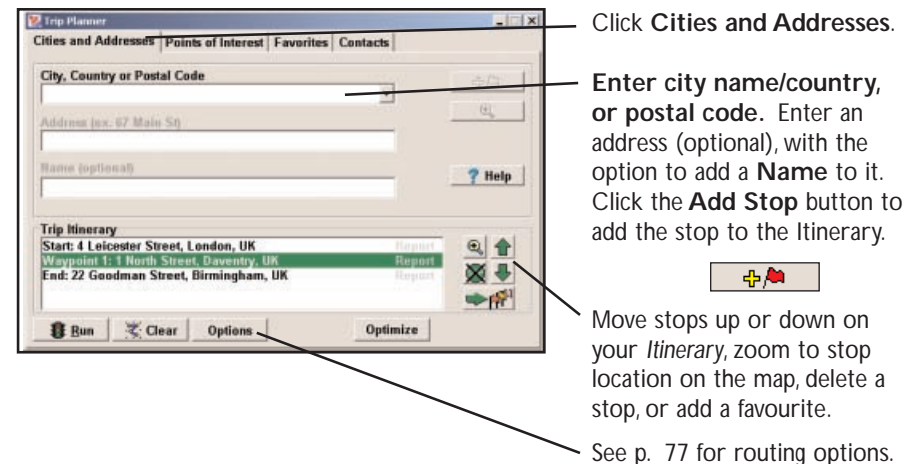 Trip Planner
Cities and Addresses Points of Interest Favorites Contacts
City, Country or Postal Code
Address (ex. 67 Main St)
Name (optional)
Help
Trip Itinerary
Start: 4 Leicester Street, London, UK Report
Waypoint 1: 1 North Street, Daventry, UK Report
End: 22 Goodman Street, Birmingham, UK Report
Run Clear Options Optimize
Click Cities and Addresses.
Enter city name/country,
or postal code. Enter an
address (optional), with the
option to add a Name to it.
Click the Add Stop button to
add the stop to the Itinerary.
Move stops up or down on
your Itinerary, zoom to stop
location on the map, delete a
stop, or add a favourite.
See p. 77 for routing options.